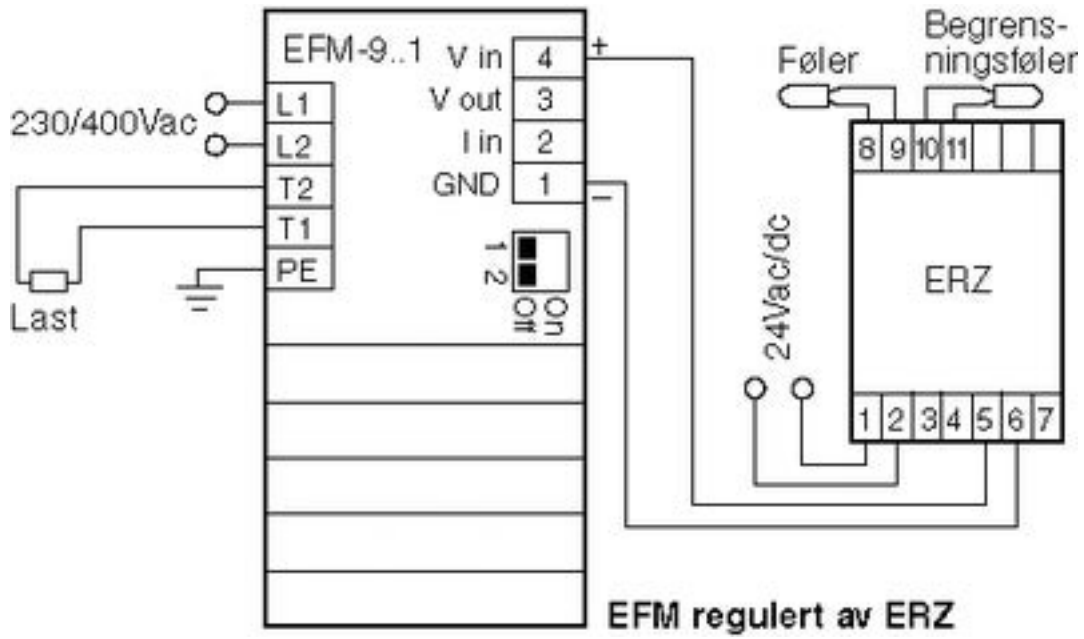 EFM-9..1
V in 4
V out 3
I in 2
GND 1
+
–
230/400Vac
L1
L2
T2
T1
PE
Last
1
2
Off
On
Føler
Begrens-
ningsføler
8 9 10 11
24Vac/dc
ERZ
1 2 3 4 5 6 7
EFM regulert av ERZ